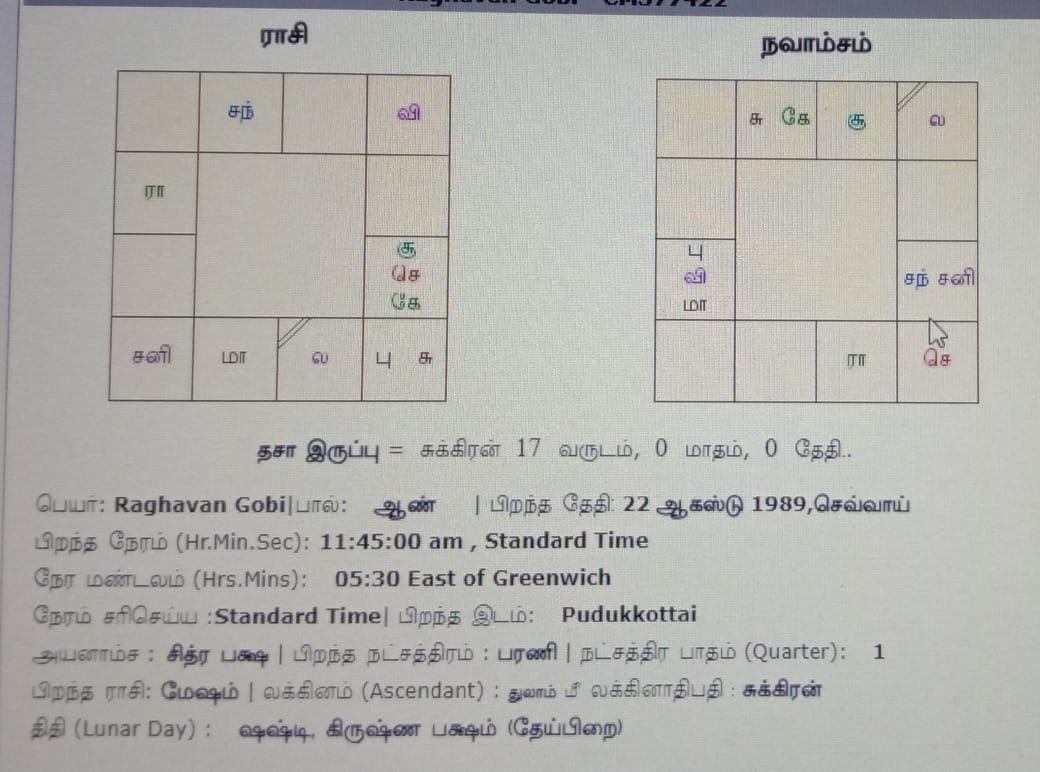 Raghavan Gobi - CM577422
ராசி
நவாம்சம்
சந்
வி
ரா
சூ
செ
கே
சனி
மா
ல
பு சு
சு கே
சூ
ல
பு
வி
மா
சந் சனி
ரா
செ
தசா இருப்பு = சுக்கிரன் 17 வருடம், 0 மாதம், 0 தேதி..
பெயர்: Raghavan Gobi|பால்: ஆண் | பிறந்த தேதி: 22 ஆகஸ்டு 1989,செவ்வாய்
பிறந்த நேரம் (Hr.Min.Sec): 11:45:00 am , Standard Time
நேர மண்டலம் (Hrs.Mins): 05:30 East of Greenwich
நேரம் சரிசெய்ய :Standard Time| பிறந்த இடம்: Pudukkottai
அயனாம்ச : சித்ர பக்ஷ | பிறந்த நட்சத்திரம் : பரணி | நட்சத்திர பாதம் (Quarter): 1
பிறந்த ராசி: மேஷம் | லக்கினம் (Ascendant) : துலாம் லக்கினாதிபதி : சுக்கிரன்
திதி (Lunar Day) : ஷஷ்டி, கிருஷ்ண பக்ஷம் (தேய்பிறை)